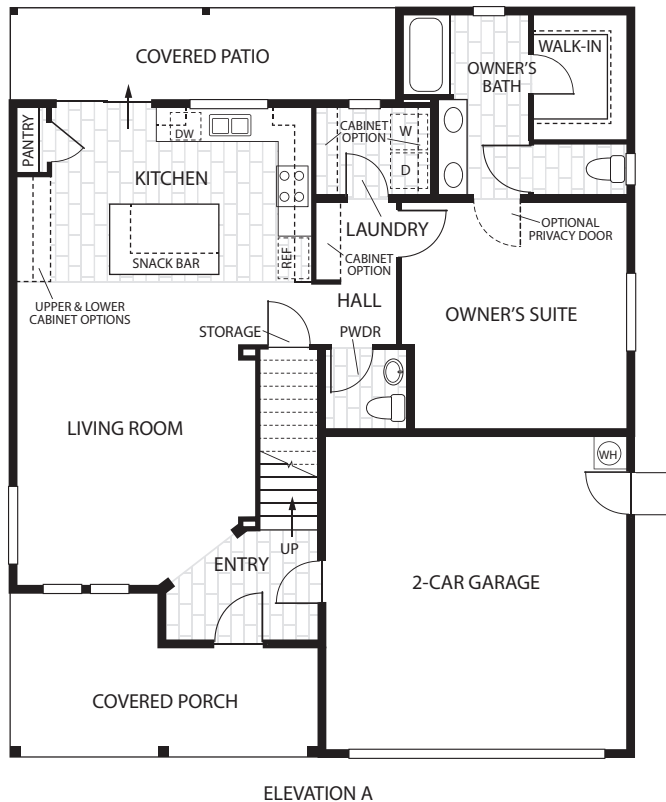 COVERED PATIO
WALK-IN
OWNER'S
BATH
PANTRY
DW
CABINET
OPTION
W
D
KITCHEN
LAUNDRY
OPTIONAL
PRIVACY DOOR
SNACK BAR
REF
CABINET
OPTION
UPPER & LOWER
CABINET OPTIONS
HALL
OWNER'S SUITE
STORAGE
PWDR
LIVING ROOM
WH
UP
ENTRY
2-CAR GARAGE
COVERED PORCH
ELEVATION A